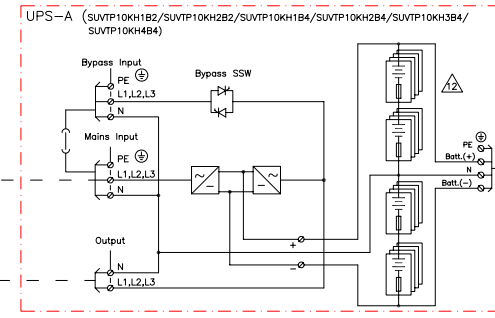 UPS-A (SUVTP10KH1B2/SUVTP10KH2B2/SUVTP10KH1B4/SUVTP10KH2B4/SUVTP10KH3B4/
SUVTP10KH4B4)
Bypass Input
PE
L1,L2,L3
N
Bypass SSW
12
Mains Input
PE
L1,L2,L3
N
PE
Batt.(+)
N
Batt.(-)
Output
N
L1,L2,L3
+
-